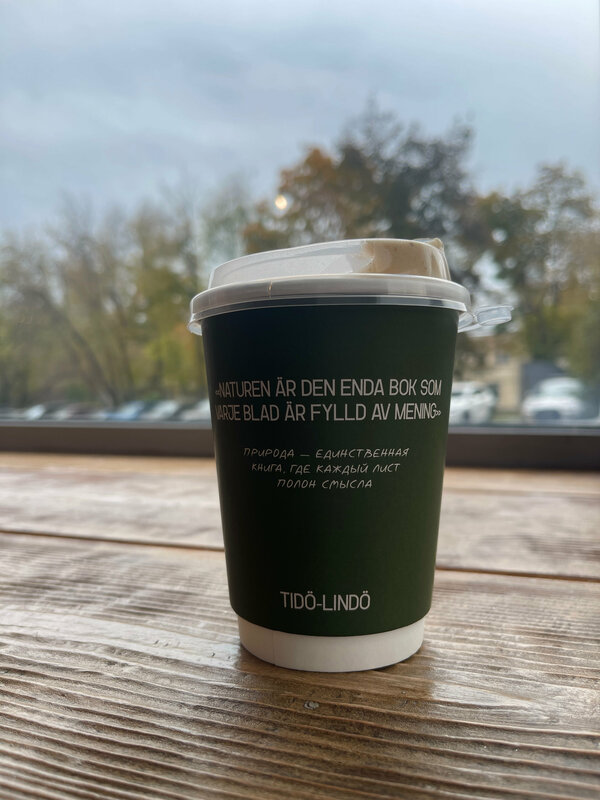 «NATUREN ÄR DEN ENDA BOK SOM
VARJE BLAD ÄR FYLLD AV MENING»
ПРИРОДА — ЕДИНСТВЕННАЯ
КНИГА, ГДЕ КАЖДЫЙ ЛИСТ
ПОЛОН СМЫСЛА
TIDÖ-LINDÖ